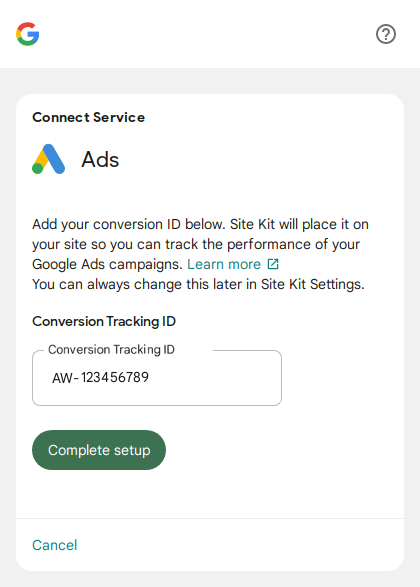 Connect Service
Ads
Add your conversion ID below. Site Kit will place it on
your site so you can track the performance of your
Google Ads campaigns. Learn more
You can always change this later in Site Kit Settings.
Conversion Tracking ID
Conversion Tracking ID
AW-123456789
Complete setup
Cancel